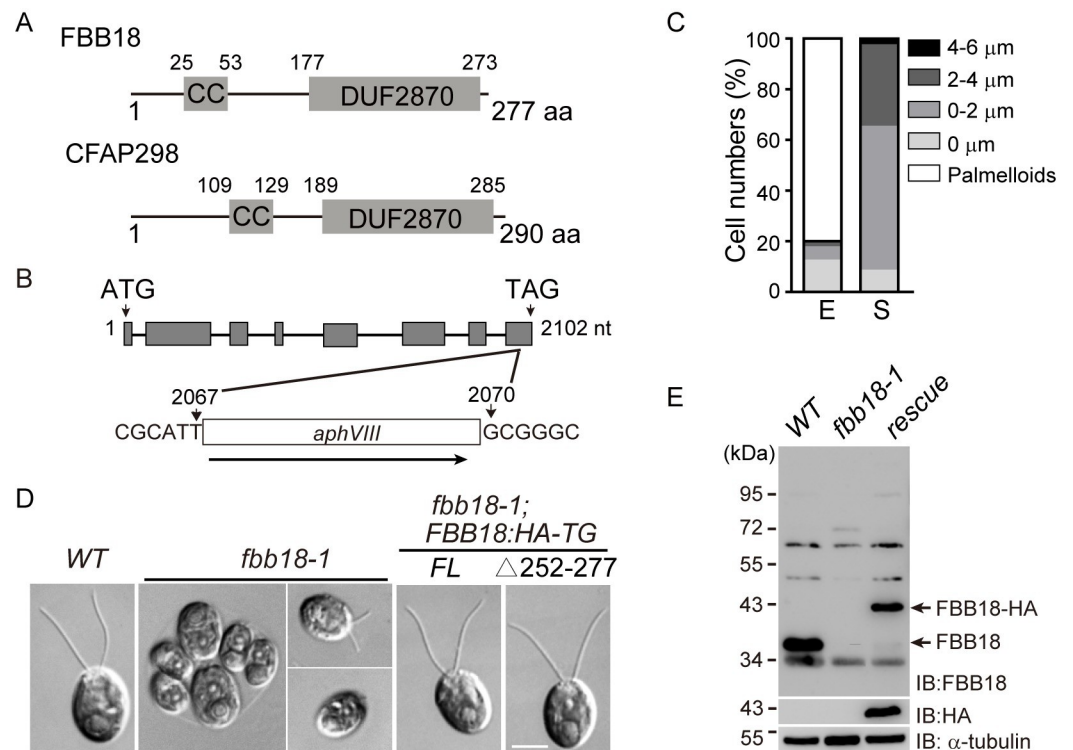 A
FBB18
25 53 177 273
CC DUF2870
1 277 aa
CFAP298
109 129 189 285
CC DUF2870
1 290 aa
B
ATG TAG
1 2102 nt
2067 2070
CGCATT aphVIII GCGGGC
C
Cell numbers (%)
100
80
60
40
20
0
E S
4-6 μm
2-4 μm
0-2 μm
0 μm
Palmelloids
D
WT fbb18-1
fbb18-1;
FBB18:HA-TG
FL △252-277
E
WT fbb18-1 rescue
(kDa)
95
72
55
43 FBB18-HA
FBB18
34
IB:FBB18
43 IB:HA
55 IB: α-tubulin